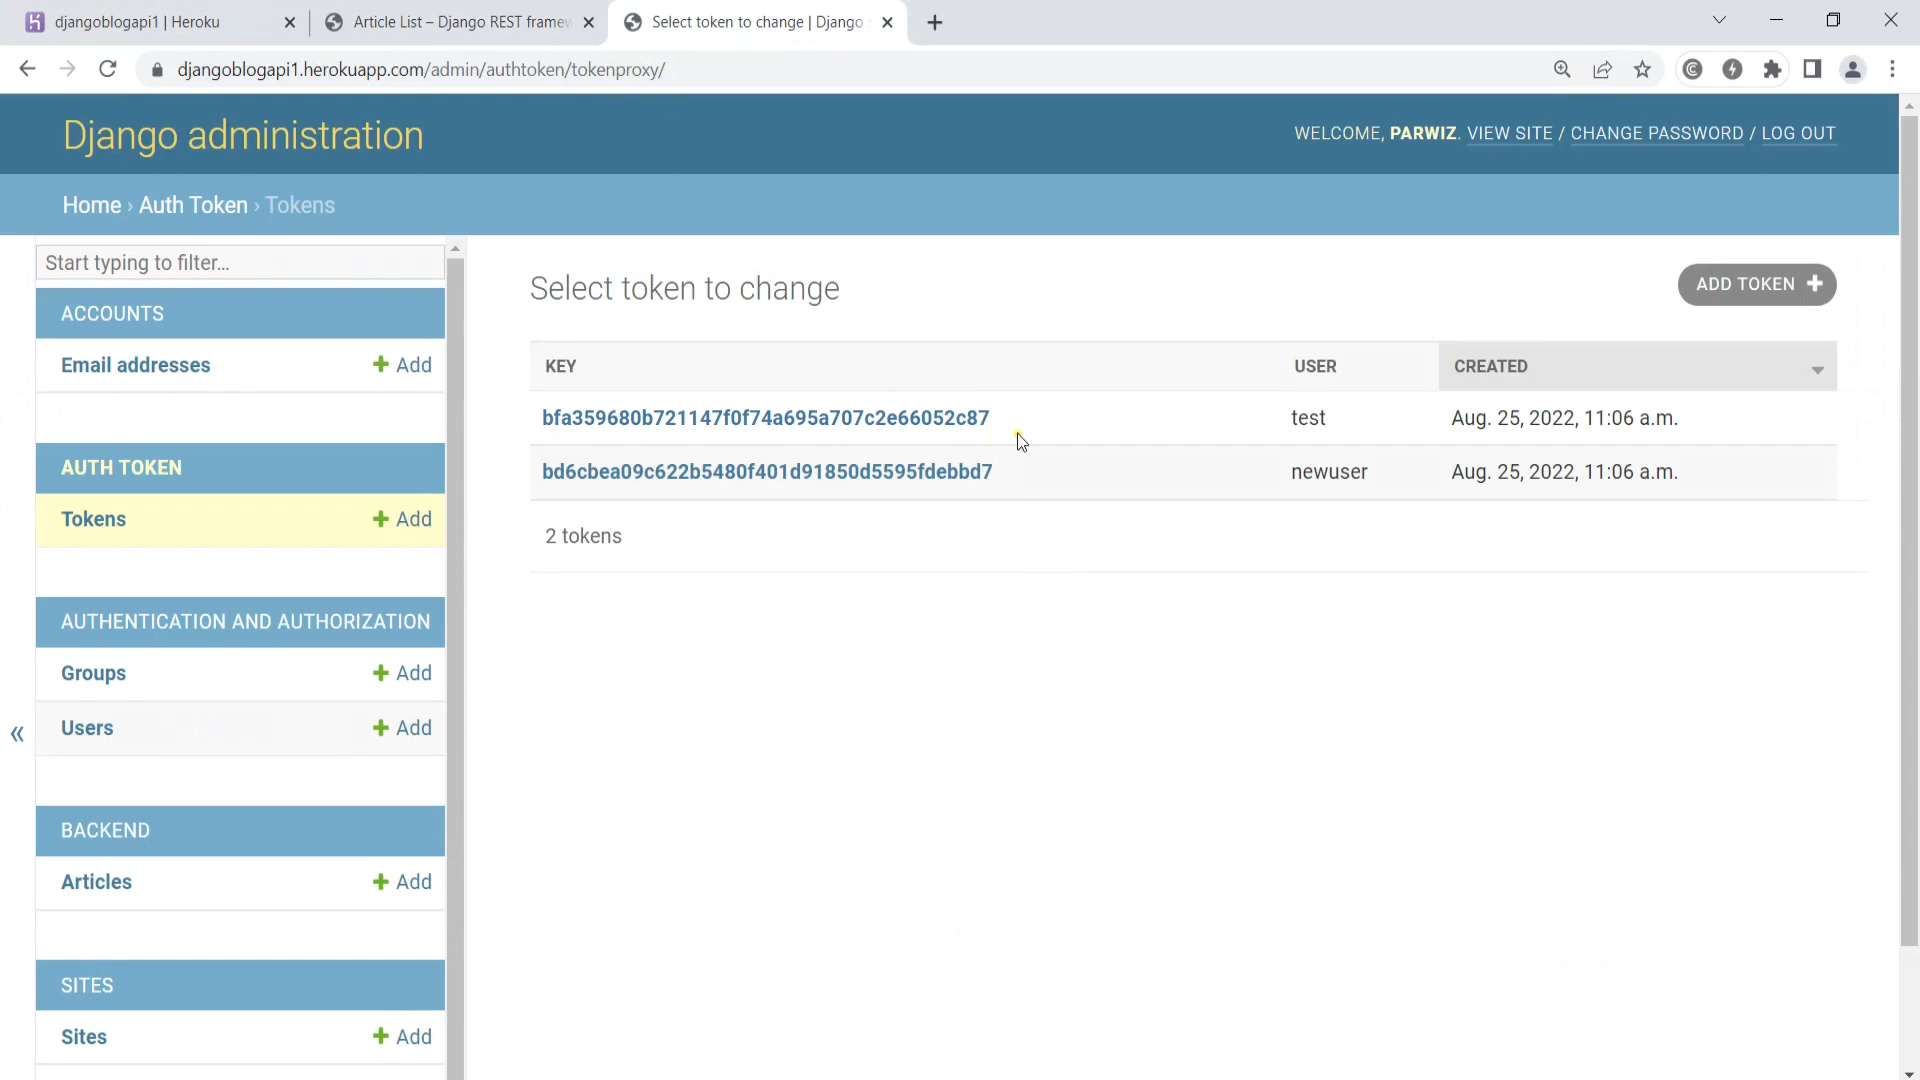 djangoblogapi1 | Heroku
Article List – Django REST framew
Select token to change | Django s
djangoblogapi1.herokuapp.com/admin/authtoken/tokenproxy/
Django administration
WELCOME, PARWIZ. VIEW SITE / CHANGE PASSWORD / LOG OUT
Home › Auth Token › Tokens
Start typing to filter...
ACCOUNTS
Email addresses + Add
AUTH TOKEN
Tokens + Add
AUTHENTICATION AND AUTHORIZATION
Groups + Add
Users + Add
«
BACKEND
Articles + Add
SITES
Sites + Add
Select token to change
ADD TOKEN +
KEY USER CREATED
bfa359680b721147f0f74a695a707c2e66052c87 test Aug. 25, 2022, 11:06 a.m.
bd6cbea09c622b5480f401d91850d5595fdebbd7 newuser Aug. 25, 2022, 11:06 a.m.
2 tokens